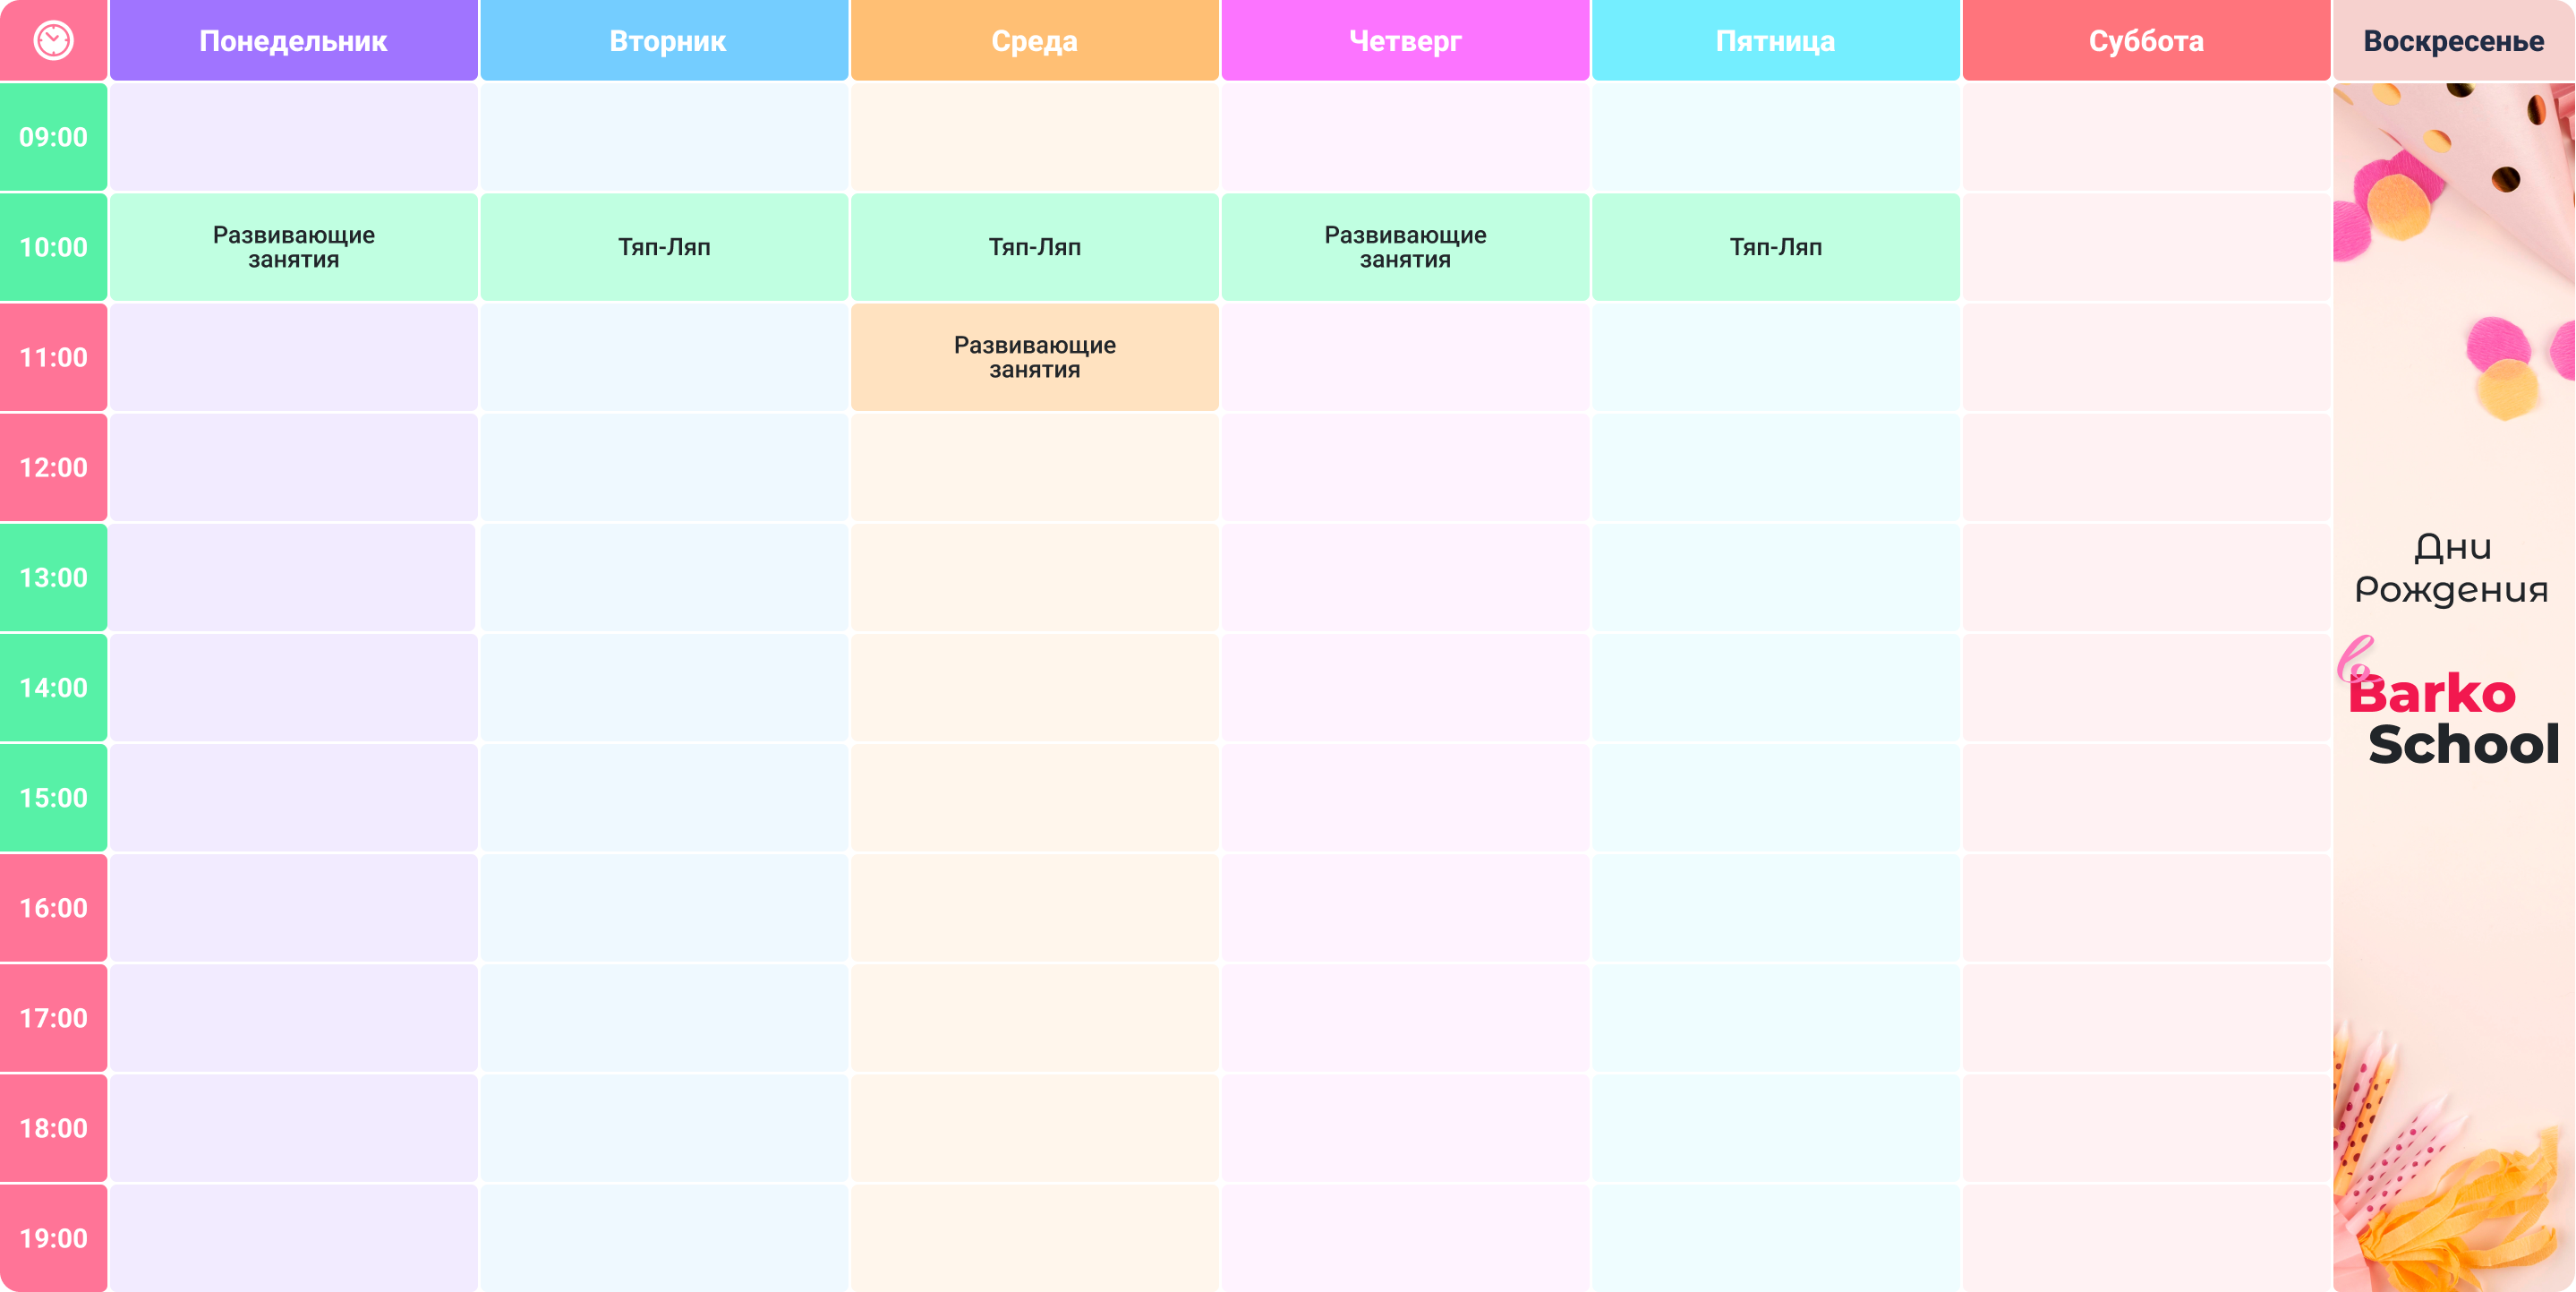 Понедельник
Вторник
Среда
Четверг
Пятница
Суббота
Воскресенье
09:00
10:00
Развивающие
занятия
Тяп-Ляп
Тяп-Ляп
Развивающие
занятия
Тяп-Ляп
11:00
Развивающие
занятия
12:00
13:00
14:00
15:00
16:00
17:00
18:00
19:00
Дни
Рождения
в
Barko
School